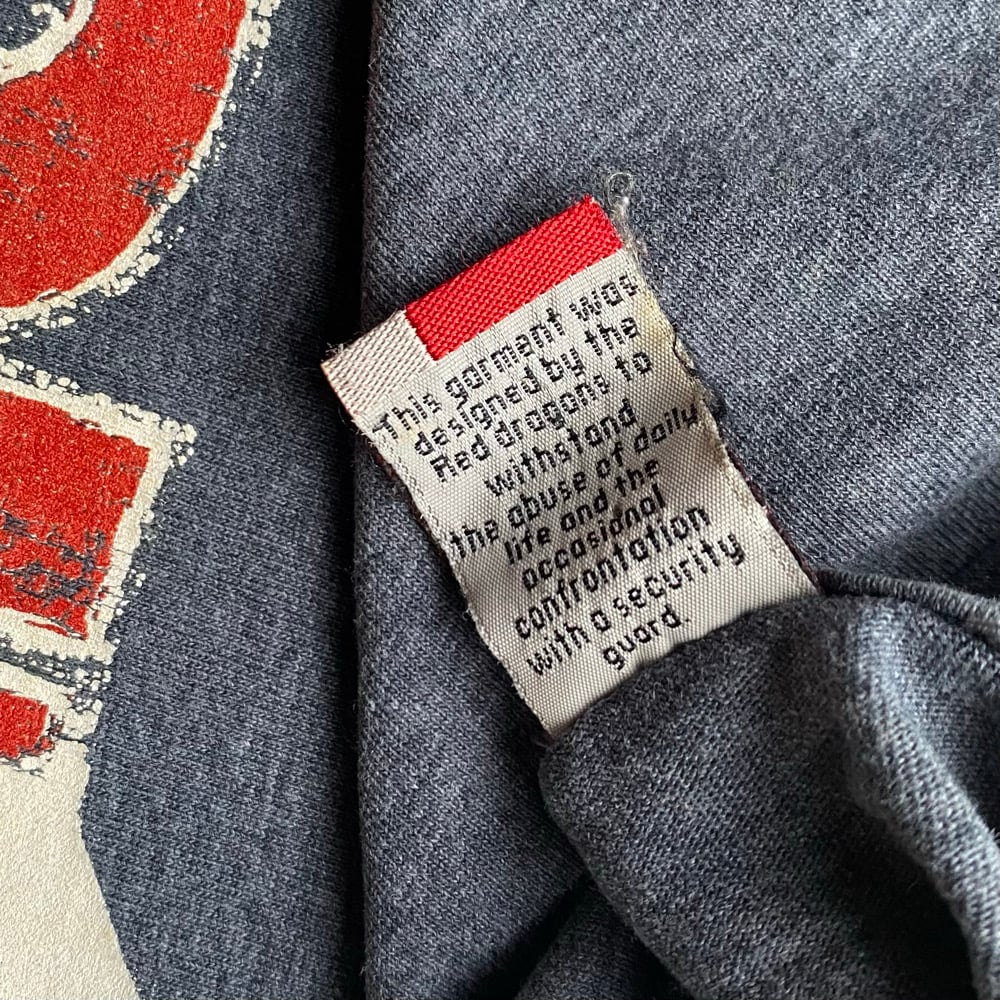 This garment was
designed by the
Red dragons to
withstand
the abuse of daily
life and the
occasional
confrontation
with a security
guard.